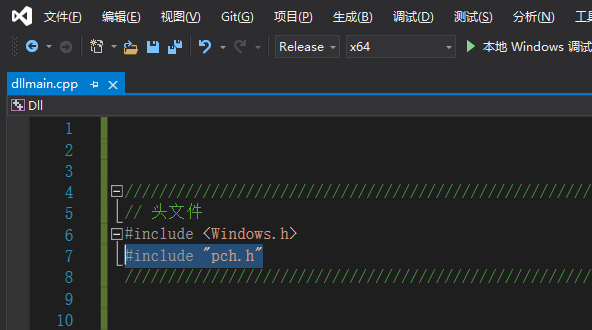 文件(F) 编辑(E) 视图(V) Git(G) 项目(P) 生成(B) 调试(D) 测试(S) 分析(N) 工具
Release x64 本地 Windows 调试
dllmain.cpp
Dll
1
2
3
4 ////////////////////////////////////////////////////////////
5 // 头文件
6 #include <Windows.h>
7 #include "pch.h"
8 ////////////////////////////////////////////////////////////
9
10